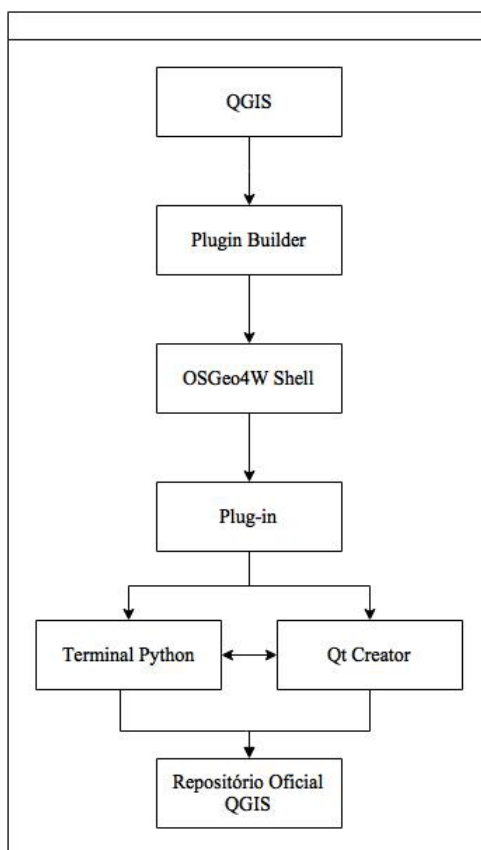 QGIS
Plugin Builder
OSGeo4W Shell
Plug-in
Terminal Python
Qt Creator
Repositório Oficial
QGIS